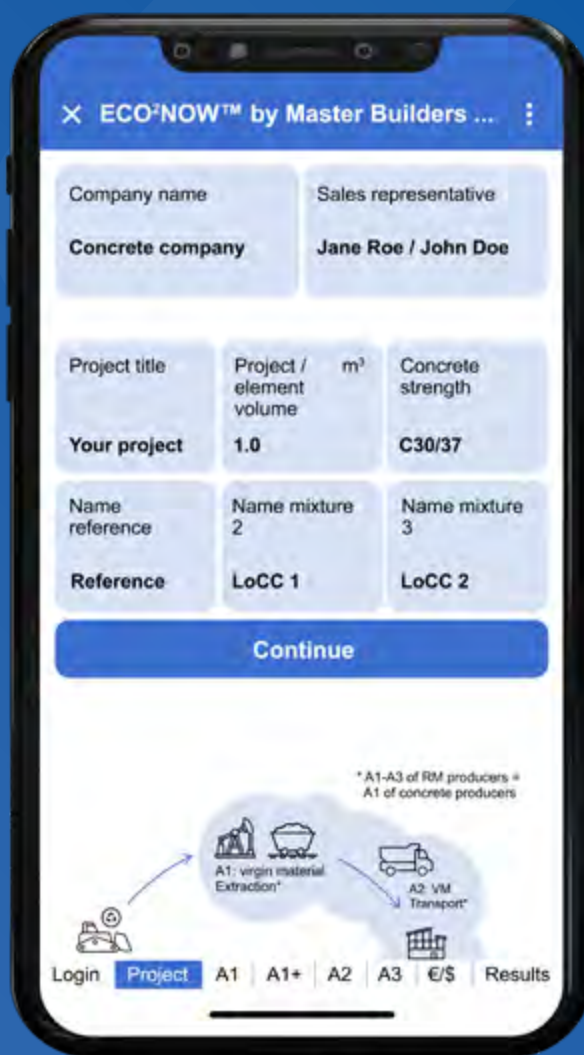 ECO²NOW™ by Master Builders ...
Company name
Concrete company
Sales representative
Jane Roe / John Doe
Project title
Your project
Project / m³
element
volume
1.0
Concrete
strength
C30/37
Name
reference
Reference
Name mixture
2
LoCC 1
Name mixture
3
LoCC 2
Continue
* A1-A3 of RM producers =
A1 of concrete producers
A1: virgin material
Extraction*
A2: VM
Transport*
Login Project A1 A1+ A2 A3 €/$ Results